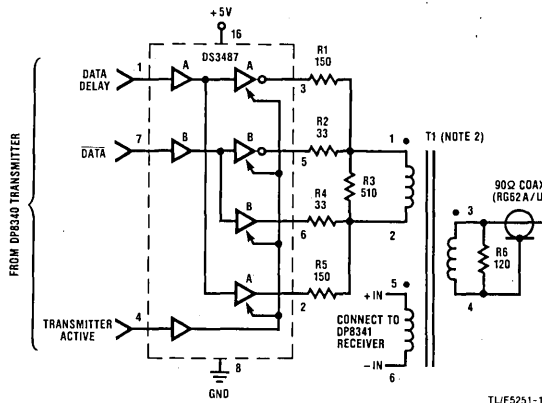 +5V
16
DS3487
DATA
DELAY
1
A
A
3
R1
150
7
DATA
B
B
5
R2
33
R3
510
T1 (NOTE 2)
1
2
B
6
R4
33
A
2
R5
150
FROM DP8340 TRANSMITTER
TRANSMITTER
ACTIVE
4
8
GND
+IN
5
CONNECT TO
DP8341
RECEIVER
-IN
6
3
4
R6
120
90Ω COAX
(RG62A/U
TL/F5251-1